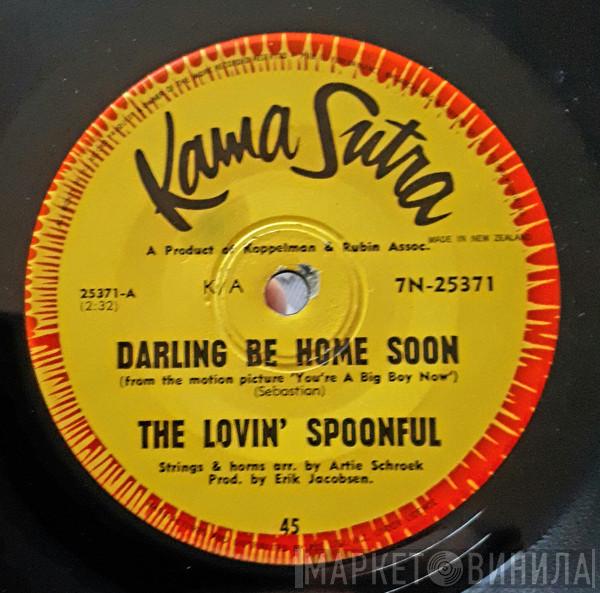 Kama Sutra
MADE IN NEW ZEALAND
A Product of Koppelman & Rubin Assoc.
25371-A
K/A
7N-25371
(2:32)
DARLING BE HOME SOON
(from the motion picture 'You're A Big Boy Now')
(Sebastian)
THE LOVIN' SPOONFUL
Strings & horns arr. by Artie Schroek
Prod. by Erik Jacobsen.
45
МАРКЕТ ВИНИЛА